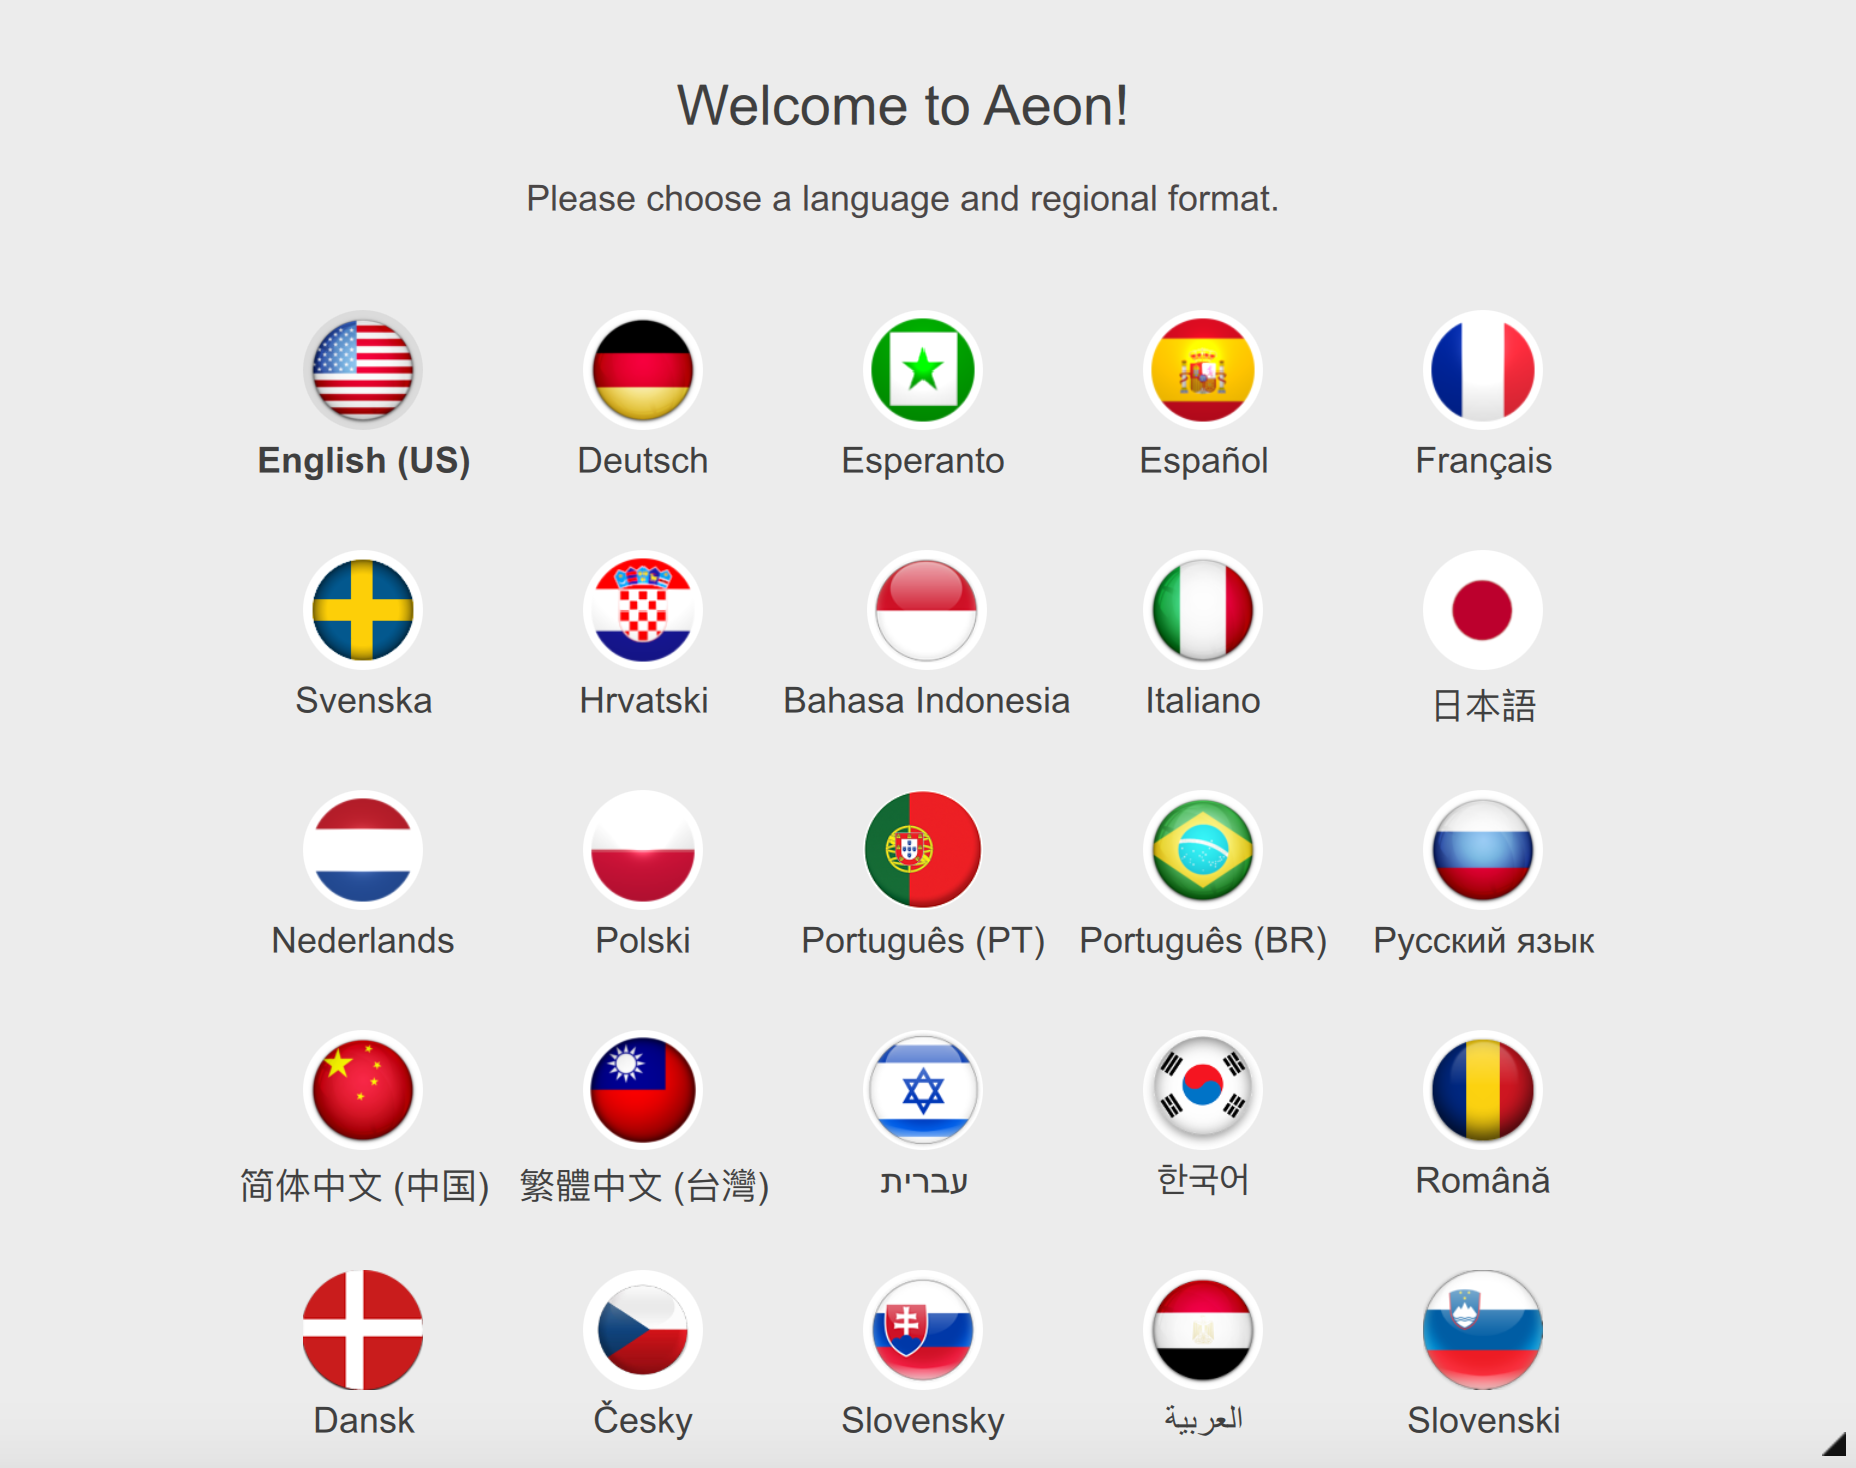 Welcome to Aeon!
Please choose a language and regional format.
English (US)
Deutsch
Esperanto
Español
Français
Svenska
Hrvatski
Bahasa Indonesia
Italiano
日本語
Nederlands
Polski
Português (PT)
Português (BR)
Русский язык
简体中文 (中国)
繁體中文 (台灣)
עברית
한국어
Română
Dansk
Česky
Slovensky
العربية
Slovenski